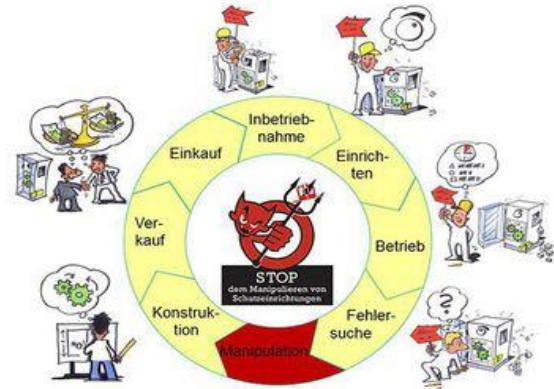 Inbetrieb-
nahme
Einrich-
ten
Betrieb
Fehler-
suche
Manipulation
Konstruk-
tion
Ver-
kauf
Einkauf
STOP
dem Manipulieren von
Schutzeinrichtungen
?